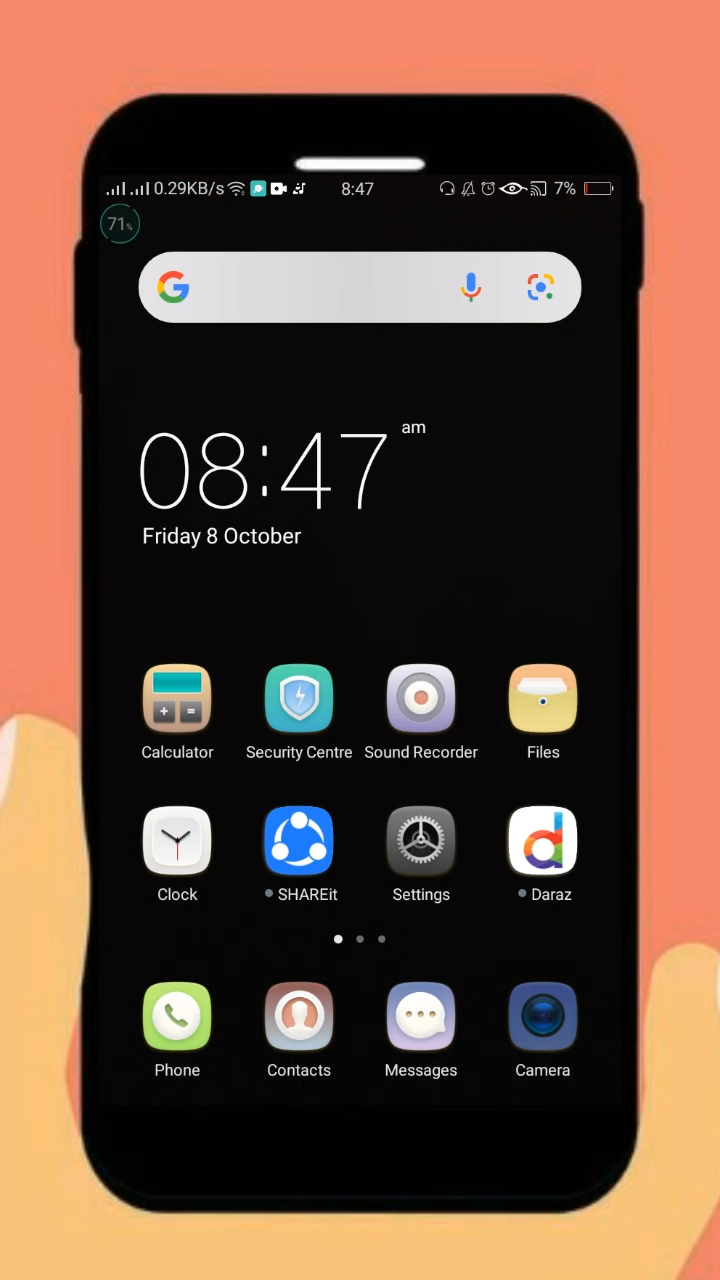 0.29KB/s 8:47 7%
71%
08:47 am
Friday 8 October
Calculator Security Centre Sound Recorder Files
Clock SHAREit Settings Daraz
Phone Contacts Messages Camera